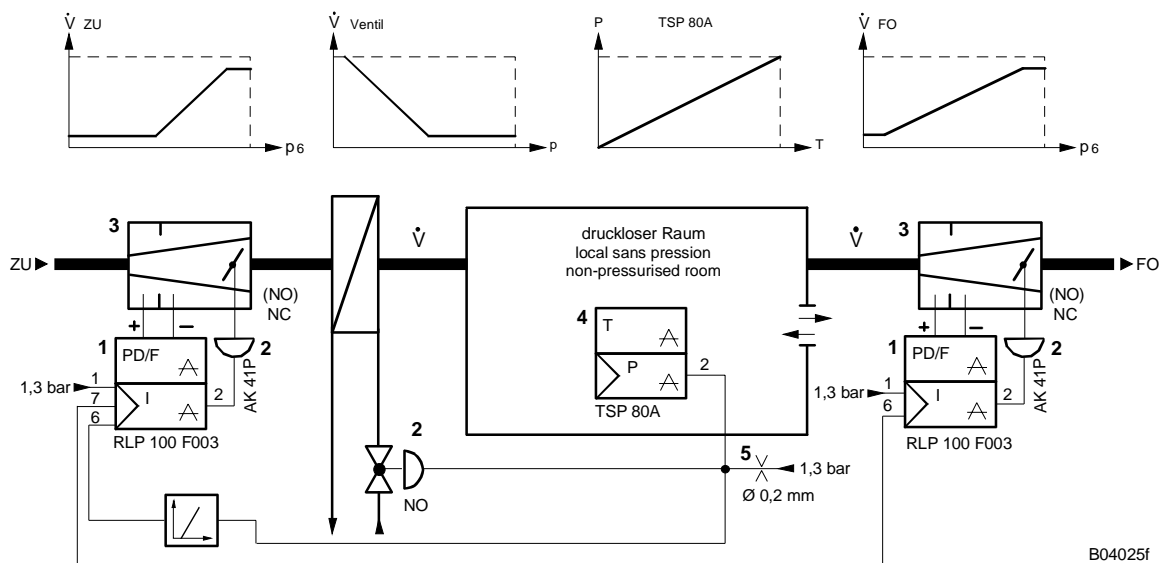 V̇ ZU
p6
V̇ Ventil
p
P TSP 80A
T
V̇ FO
p6
3
ZU
(NO)
NC
+ –
1
PD/F
2
AK 41P
1,3 bar 1
7
6
I
2
RLP 100 F003
V̇
druckloser Raum
local sans pression
non-pressurised room
4
T
P
2
TSP 80A
2
NO
5
1,3 bar
Ø 0,2 mm
V̇
3
FO
(NO)
NC
+ –
1
PD/F
2
AK 41P
1,3 bar 1
6
I
2
RLP 100 F003
B04025f